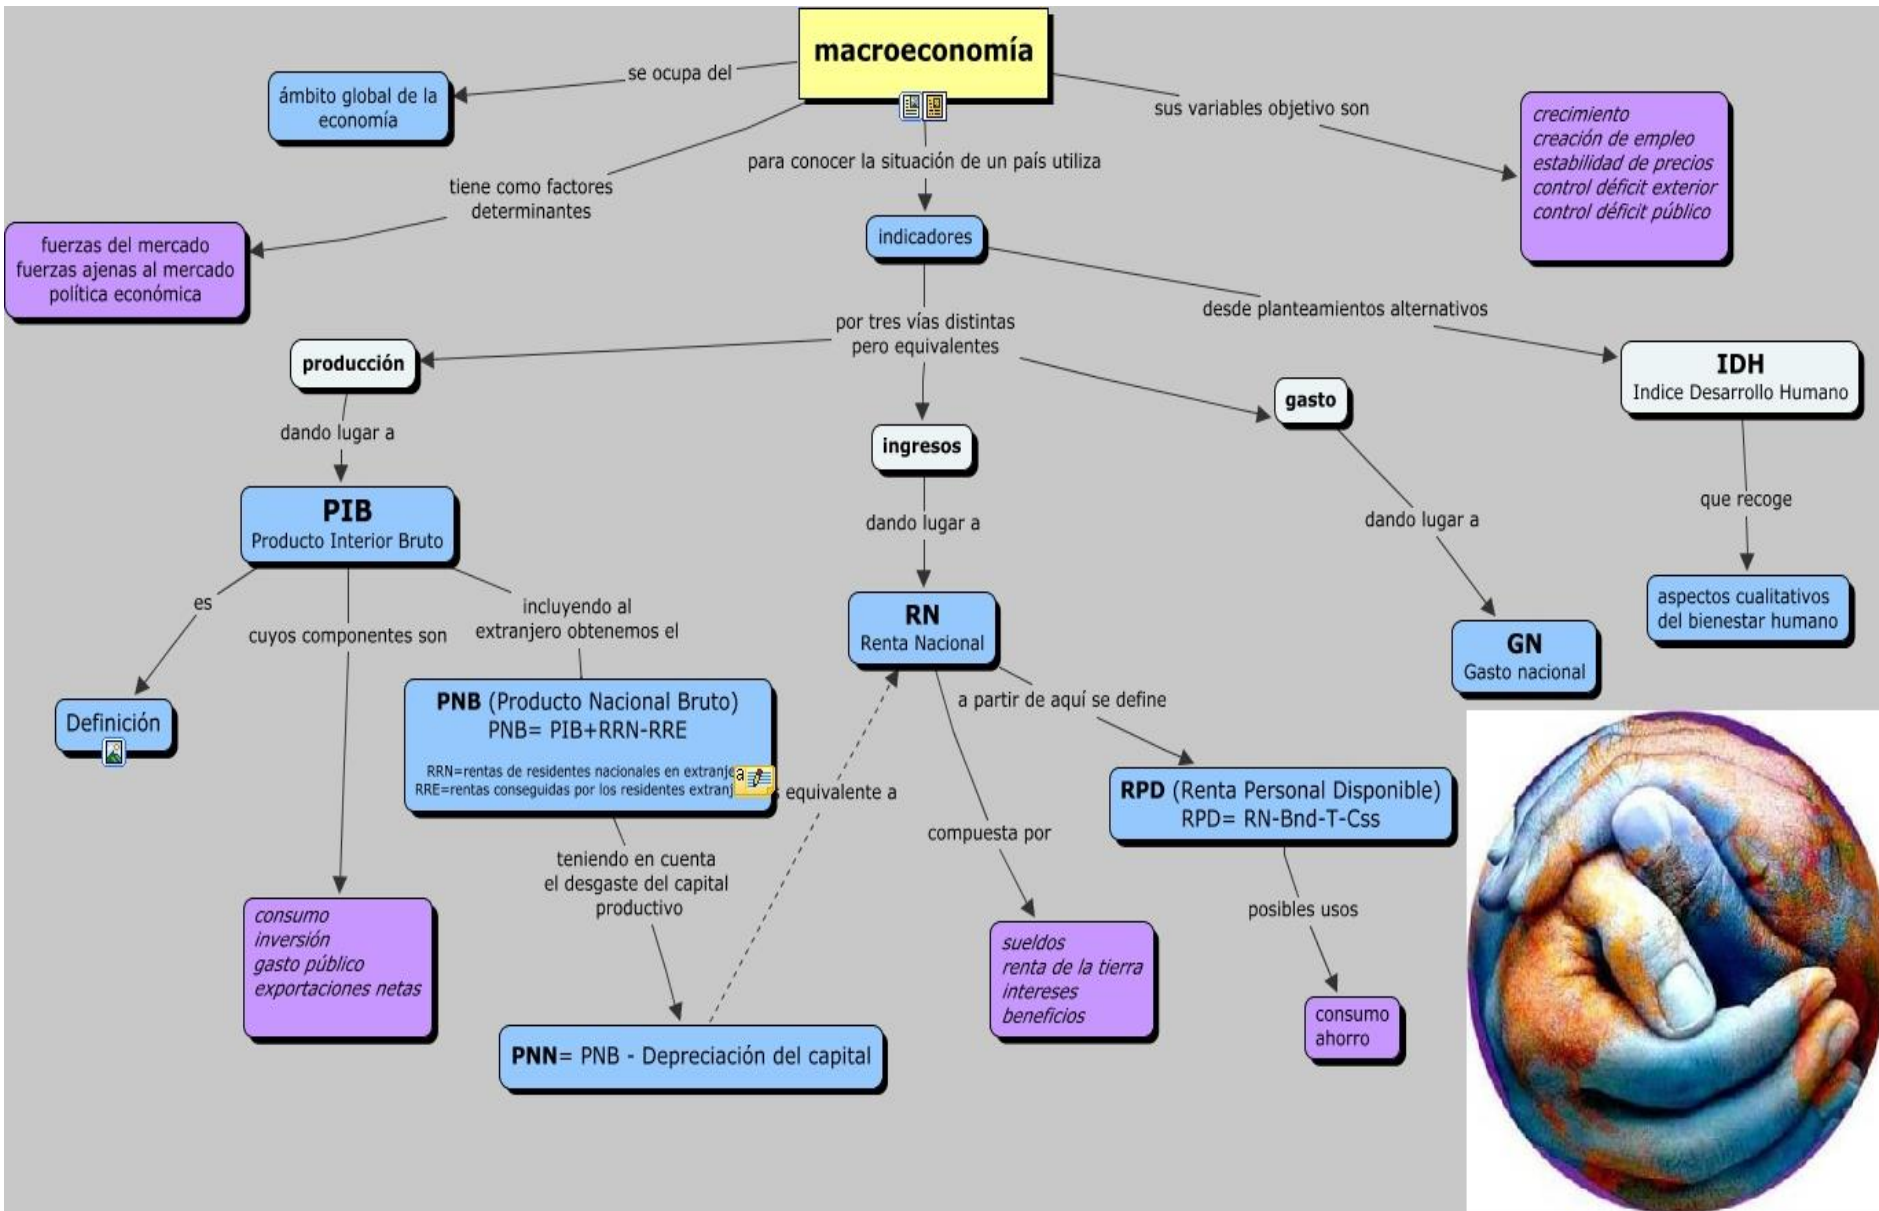 macroeconomía
se ocupa del
ámbito global de la
economía
sus variables objetivo son
crecimiento
creación de empleo
estabilidad de precios
control déficit exterior
control déficit público
para conocer la situación de un país utiliza
tiene como factores
determinantes
fuerzas del mercado
fuerzas ajenas al mercado
política económica
indicadores
desde planteamientos alternativos
por tres vías distintas
pero equivalentes
producción
IDH
Indice Desarrollo Humano
gasto
ingresos
dando lugar a
PIB
Producto Interior Bruto
dando lugar a
dando lugar a
que recoge
aspectos cualitativos
del bienestar humano
es
cuyos componentes son
incluyendo al
extranjero obtenemos el
RN
Renta Nacional
GN
Gasto nacional
Definición
PNB (Producto Nacional Bruto)
PNB= PIB+RRN-RRE
RRN=rentas de residentes nacionales en
RRE=rentas conseguidas por los residentes
a
equivalente a
a partir de aquí se define
RPD (Renta Personal Disponible)
RPD= RN-Bnd-T-Css
compuesta por
teniendo en cuenta
el desgaste del capital
productivo
posibles usos
consumo
inversión
gasto público
exportaciones netas
sueldos
renta de la tierra
intereses
beneficios
consumo
ahorro
PNN= PNB - Depreciación del capital